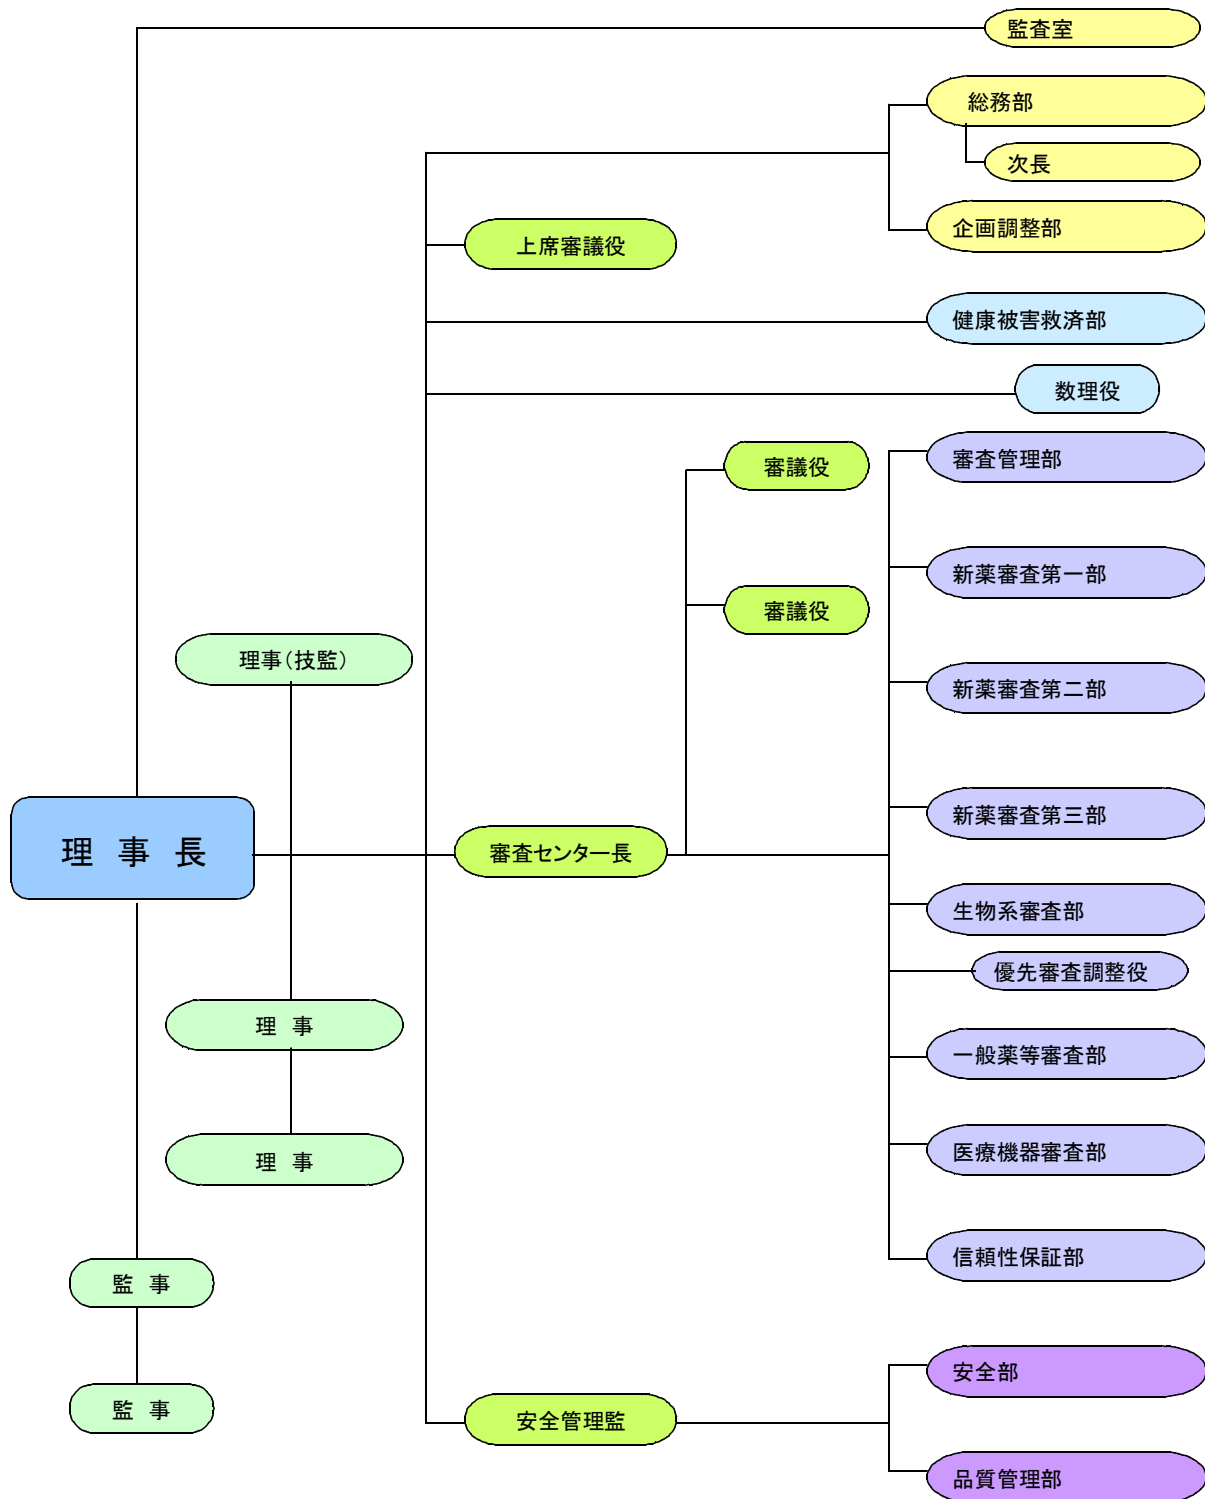 監査室
総務部
次長
上席審議役
企画調整部
健康被害救済部
数理役
審議役
審査管理部
新薬審査第一部
審議役
理事（技監）
新薬審査第二部
新薬審査第三部
理 事 長
審査センター長
生物系審査部
優先審査調整役
理 事
一般薬等審査部
理 事
医療機器審査部
監 事
信頼性保証部
安全部
監 事
安全管理監
品質管理部